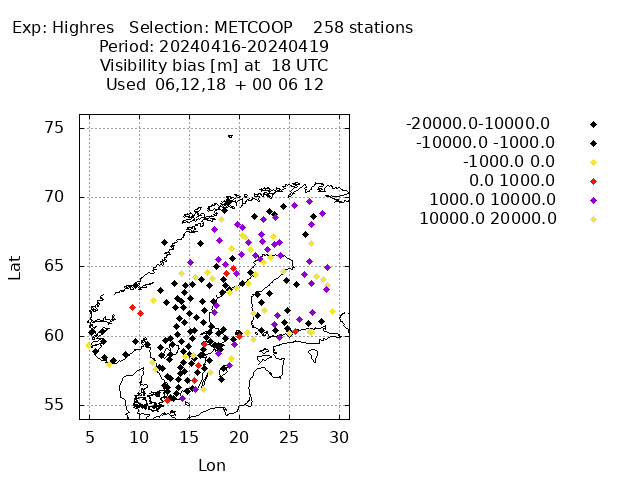 Exp: Highres   Selection: METCOOP    258 stations
Period: 20240416-20240419
Visibility bias [m] at  18 UTC
Used  06,12,18  + 00 06 12
-20000.0-10000.0
-10000.0 -1000.0
-1000.0 0.0
0.0 1000.0
1000.0 10000.0
10000.0 20000.0
75
70
65
60
55
Lat
5 10 15 20 25 30
Lon